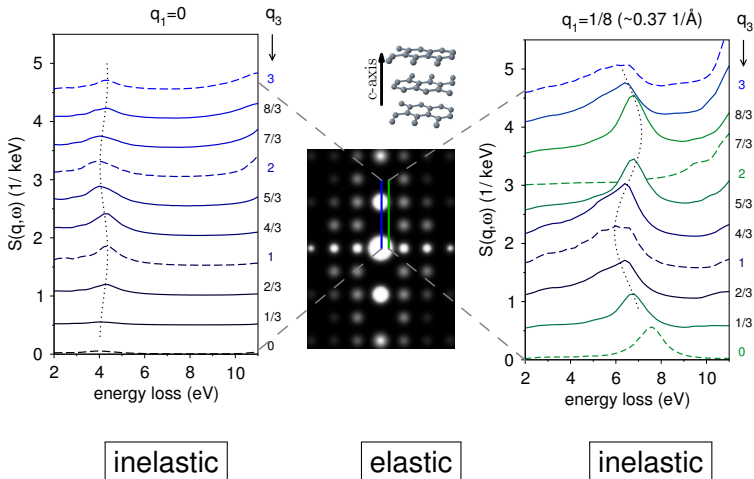 q1=0
q3
S(q,ω) (1/ keV)
5
4
3
2
1
0
3
8/3
7/3
2
5/3
4/3
1
2/3
1/3
0
2 4 6 8 10
energy loss (eV)
c-axis
q1=1/8 (~0.37 1/Å)
q3
S(q,ω) (1/ keV)
5
4
3
2
1
0
3
8/3
7/3
2
5/3
4/3
1
2/3
1/3
0
2 4 6 8 10
energy loss (eV)
inelastic
elastic
inelastic